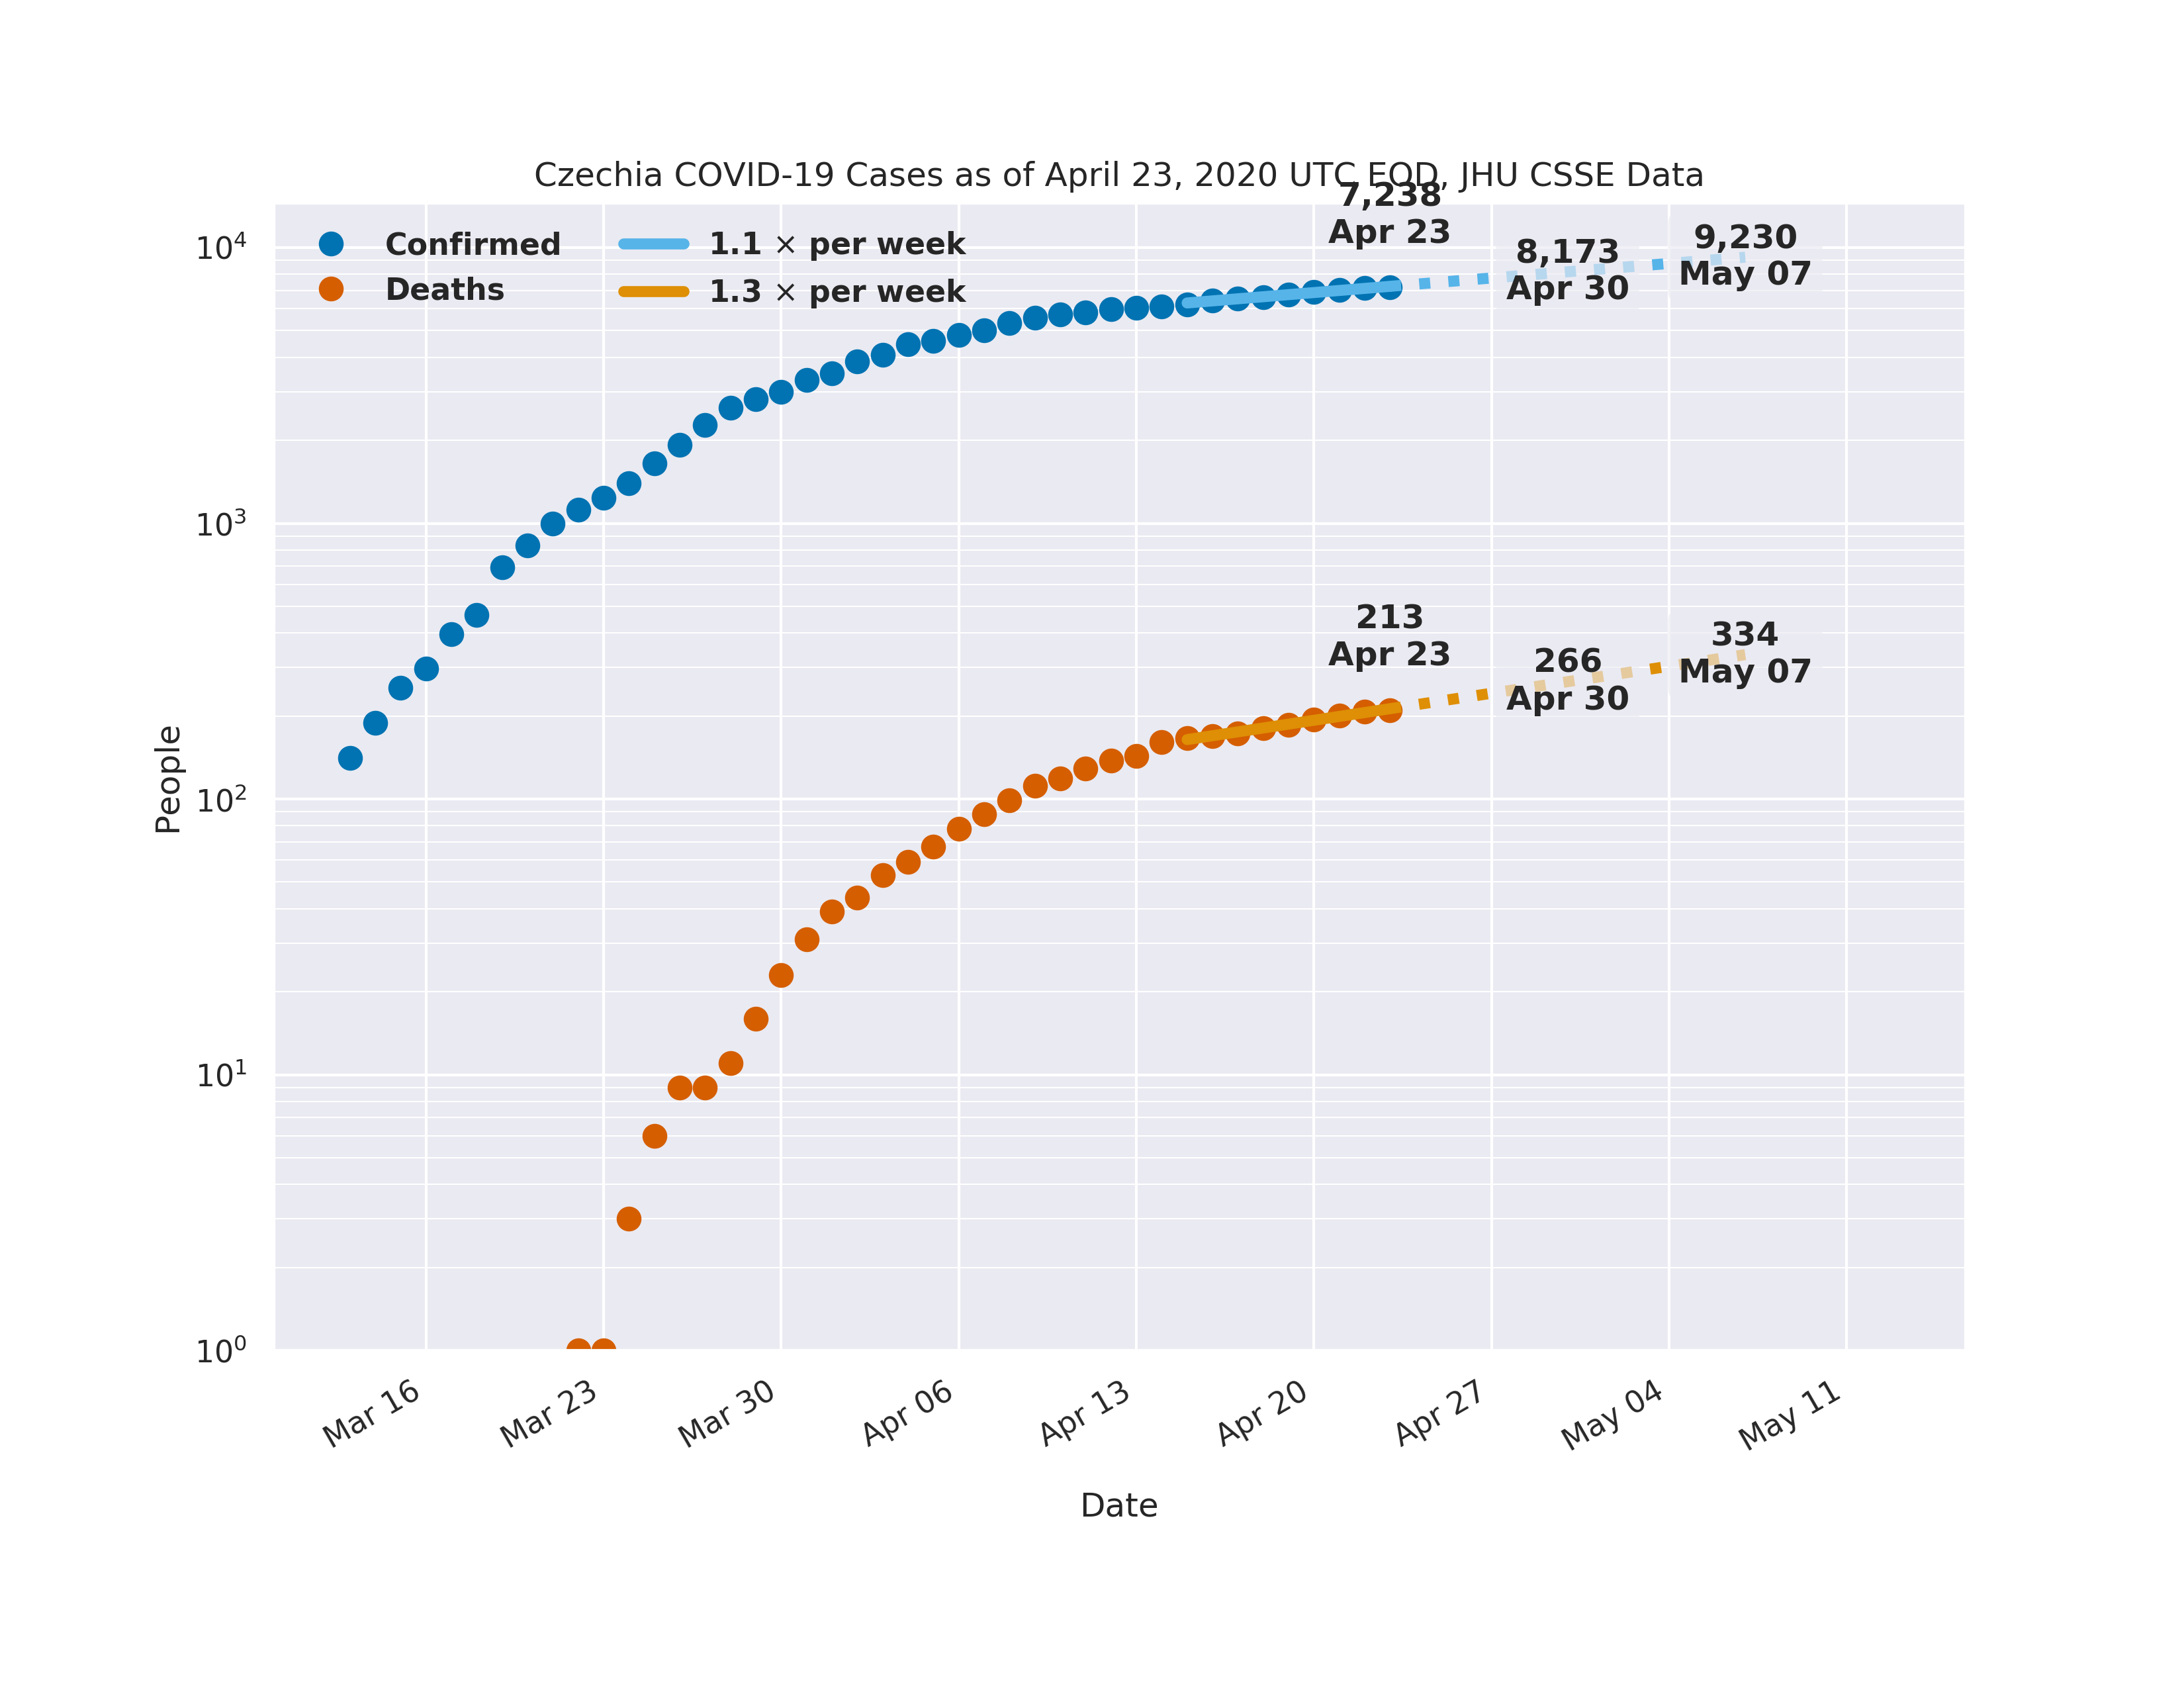 Czechia COVID-19 Cases as of April 23, 2020 UTC EOD, JHU CSSE Data
7,238
Apr 23
8,173
Apr 30
9,230
May 07
Confirmed
Deaths
1.1 × per week
1.3 × per week
213
Apr 23
266
Apr 30
334
May 07
People
10⁴
10³
10²
10¹
10⁰
Mar 16
Mar 23
Mar 30
Apr 06
Apr 13
Apr 20
Apr 27
May 04
May 11
Date